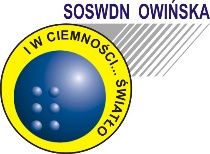 SOSWDN OWIŃSKA
I W CIEMNOŚCI... ŚWIATŁO